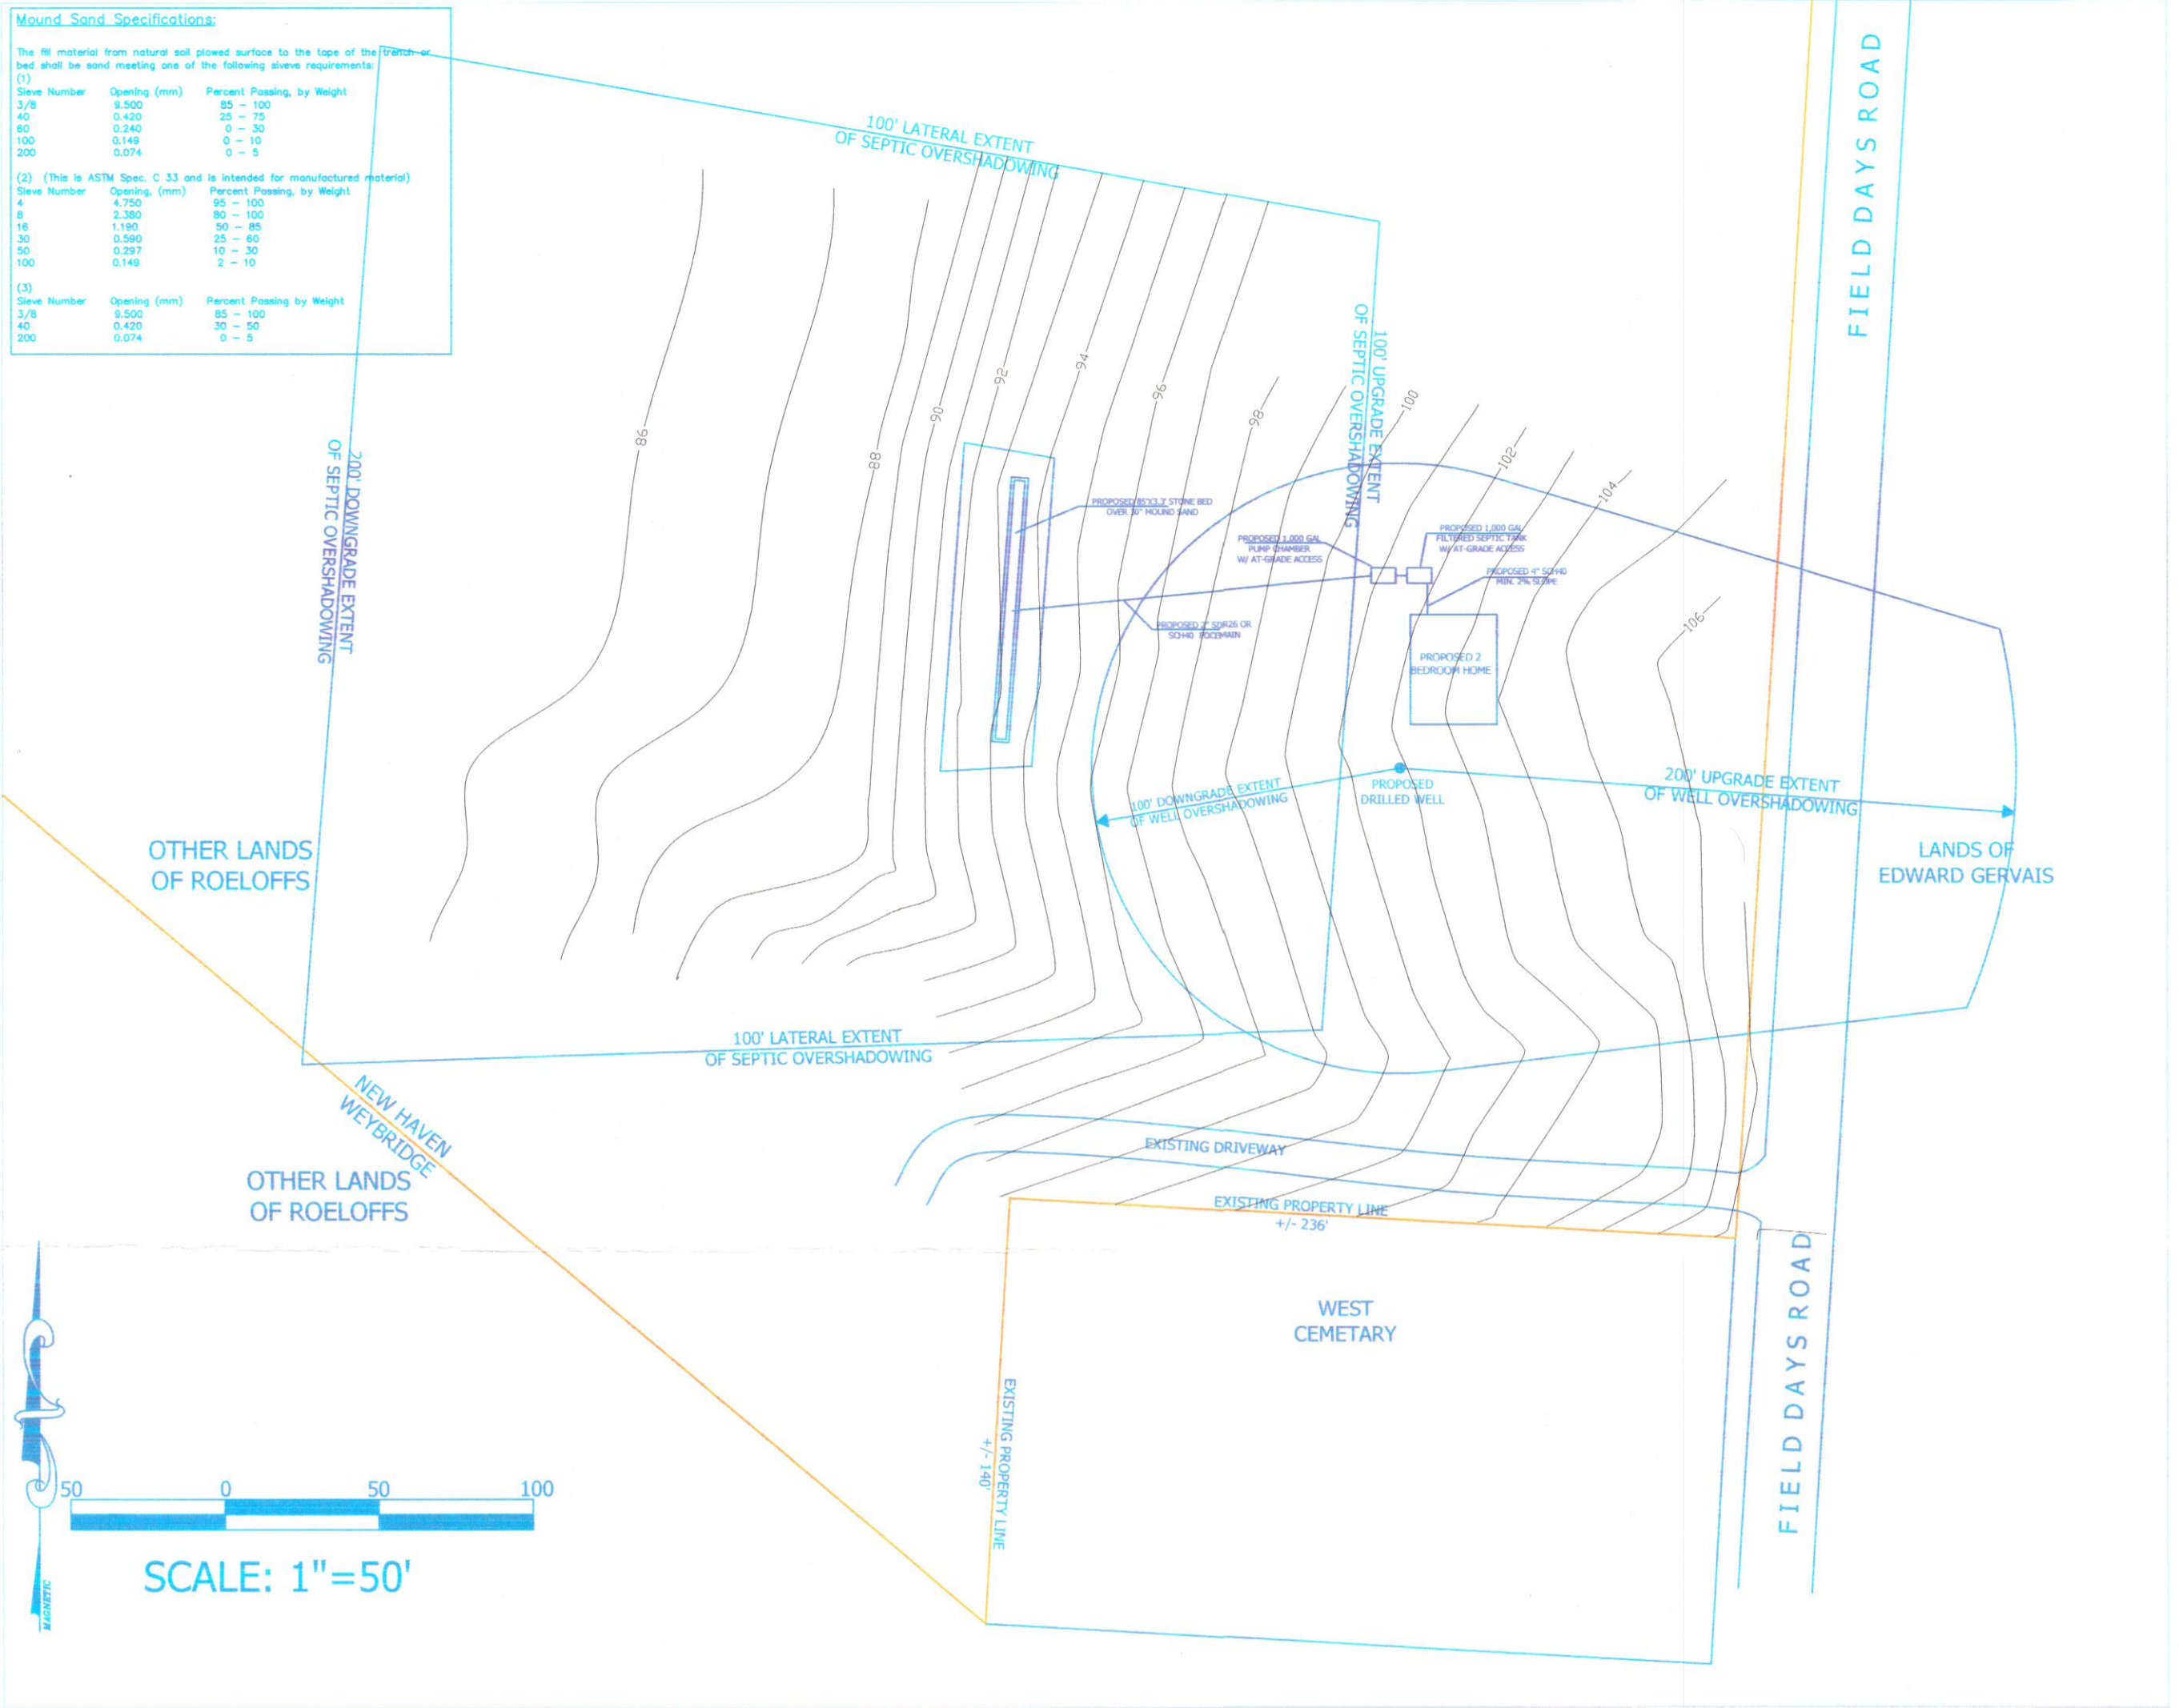 Mound Sand Specifications:
The fill material from natural soil plowed surface to the tope of the trench or
bed shall be sand meeting one of the following siveve requirements:
(1)
Sieve Number Opening (mm) Percent Passing, by Weight
3/8 9.500 85 - 100
40 0.420 25 - 75
60 0.240 0 - 30
100 0.149 0 - 10
200 0.074 0 - 5
(2) (This is ASTM Spec. C 33 and is intended for manufactured material)
Sieve Number Opening, (mm) Percent Passing, by Weight
4 4.750 95 - 100
8 2.380 80 - 100
16 1.190 50 - 85
30 0.590 25 - 60
50 0.297 10 - 30
100 0.149 2 - 10
(3)
Sieve Number Opening (mm) Percent Passing by Weight
3/8 9.500 85 - 100
40 0.420 30 - 50
200 0.074 0 - 5
100' LATERAL EXTENT
OF SEPTIC OVERSHADOWING
FIELD DAYS ROAD
100' UPGRADE EXTENT
OF SEPTIC OVERSHADOWING
200' DOWNGRADE EXTENT
OF SEPTIC OVERSHADOWING
86
88
90
92
94
96
98
100
102
104
106
PROPOSED STONE BED
OVER MOUND SAND
PROPOSED 1,000 GAL
PUMP CHAMBER
W/ AT-GRADE ACCESS
PROPOSED 1,000 GAL
FILTERED SEPTIC TANK
W/ AT-GRADE ACCESS
PROPOSED 4" SCH40
MIN. 2% SLOPE
PROPOSED 2" SDR26 OR
SCH40
PROPOSED 2
BEDROOM HOME
PROPOSED
DRILLED WELL
100' DOWNGRADE EXTENT
OF WELL OVERSHADOWING
200' UPGRADE EXTENT
OF WELL OVERSHADOWING
OTHER LANDS
OF ROELOFFS
LANDS OF
EDWARD GERVAIS
100' LATERAL EXTENT
OF SEPTIC OVERSHADOWING
NEW HAVEN
WEYBRIDGE
OTHER LANDS
OF ROELOFFS
EXISTING DRIVEWAY
EXISTING PROPERTY LINE
+/- 236'
WEST
CEMETARY
FIELD DAYS ROAD
EXISTING PROPERTY LINE
+/- 140'
50 0 50 100
SCALE: 1"=50'
MAGNETIC